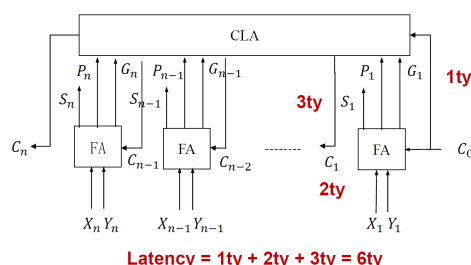 CLA
P_n G_n P_{n-1} G_{n-1} P_1 G_1 1ty
S_n S_{n-1} 3ty S_1
C_n FA C_{n-1} FA C_{n-2} C_1 FA C_0
2ty
X_n Y_n X_{n-1} Y_{n-1} X_1 Y_1
Latency = 1ty + 2ty + 3ty = 6ty